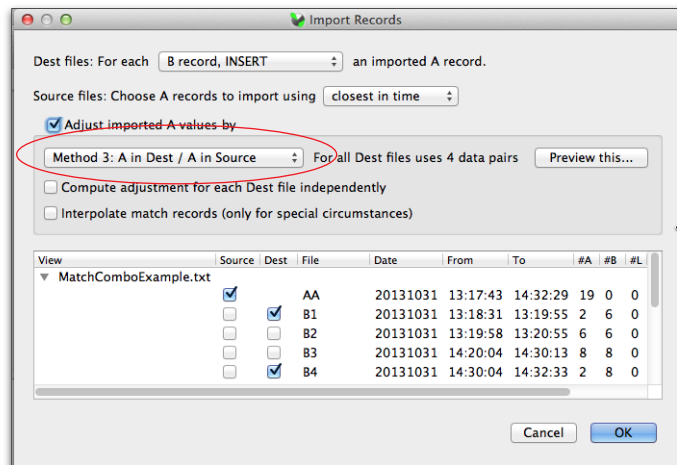 Import Records
Dest files: For each B record, INSERT an imported A record.
Source files: Choose A records to import using closest in time
Adjust imported A values by
Method 3: A in Dest / A in Source For all Dest files uses 4 data pairs Preview this...
Compute adjustment for each Dest file independently
Interpolate match records (only for special circumstances)
View Source Dest File Date From To #A #B #L
MatchComboExample.txt
AA 20131031 13:17:43 14:32:29 19 0 0
B1 20131031 13:18:31 13:19:55 2 6 0
B2 20131031 13:19:58 13:20:55 6 6 0
B3 20131031 14:20:04 14:30:13 8 8 0
B4 20131031 14:30:04 14:32:33 2 8 0
Cancel OK